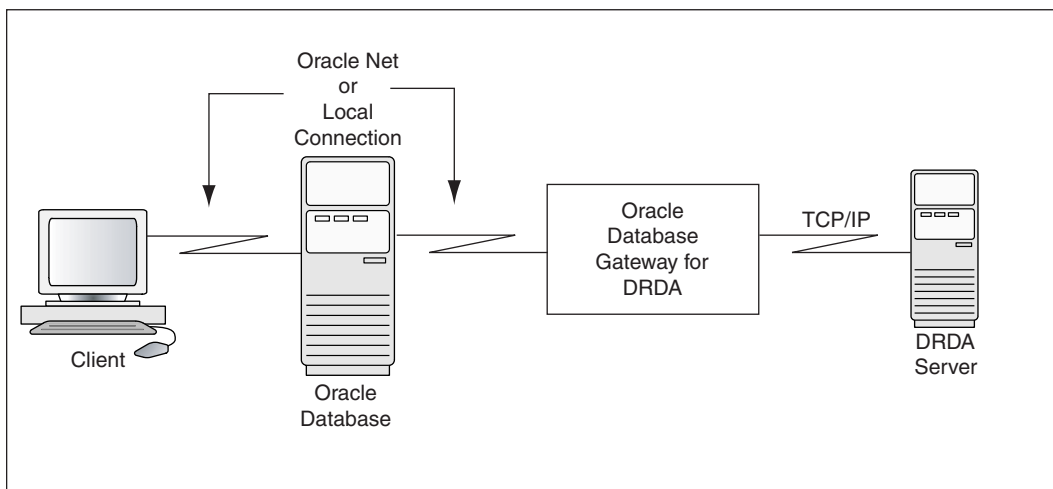 Oracle Net
or
Local
Connection
Oracle
Database
Gateway for
DRDA
TCP/IP
Client
Oracle
Database
DRDA
Server